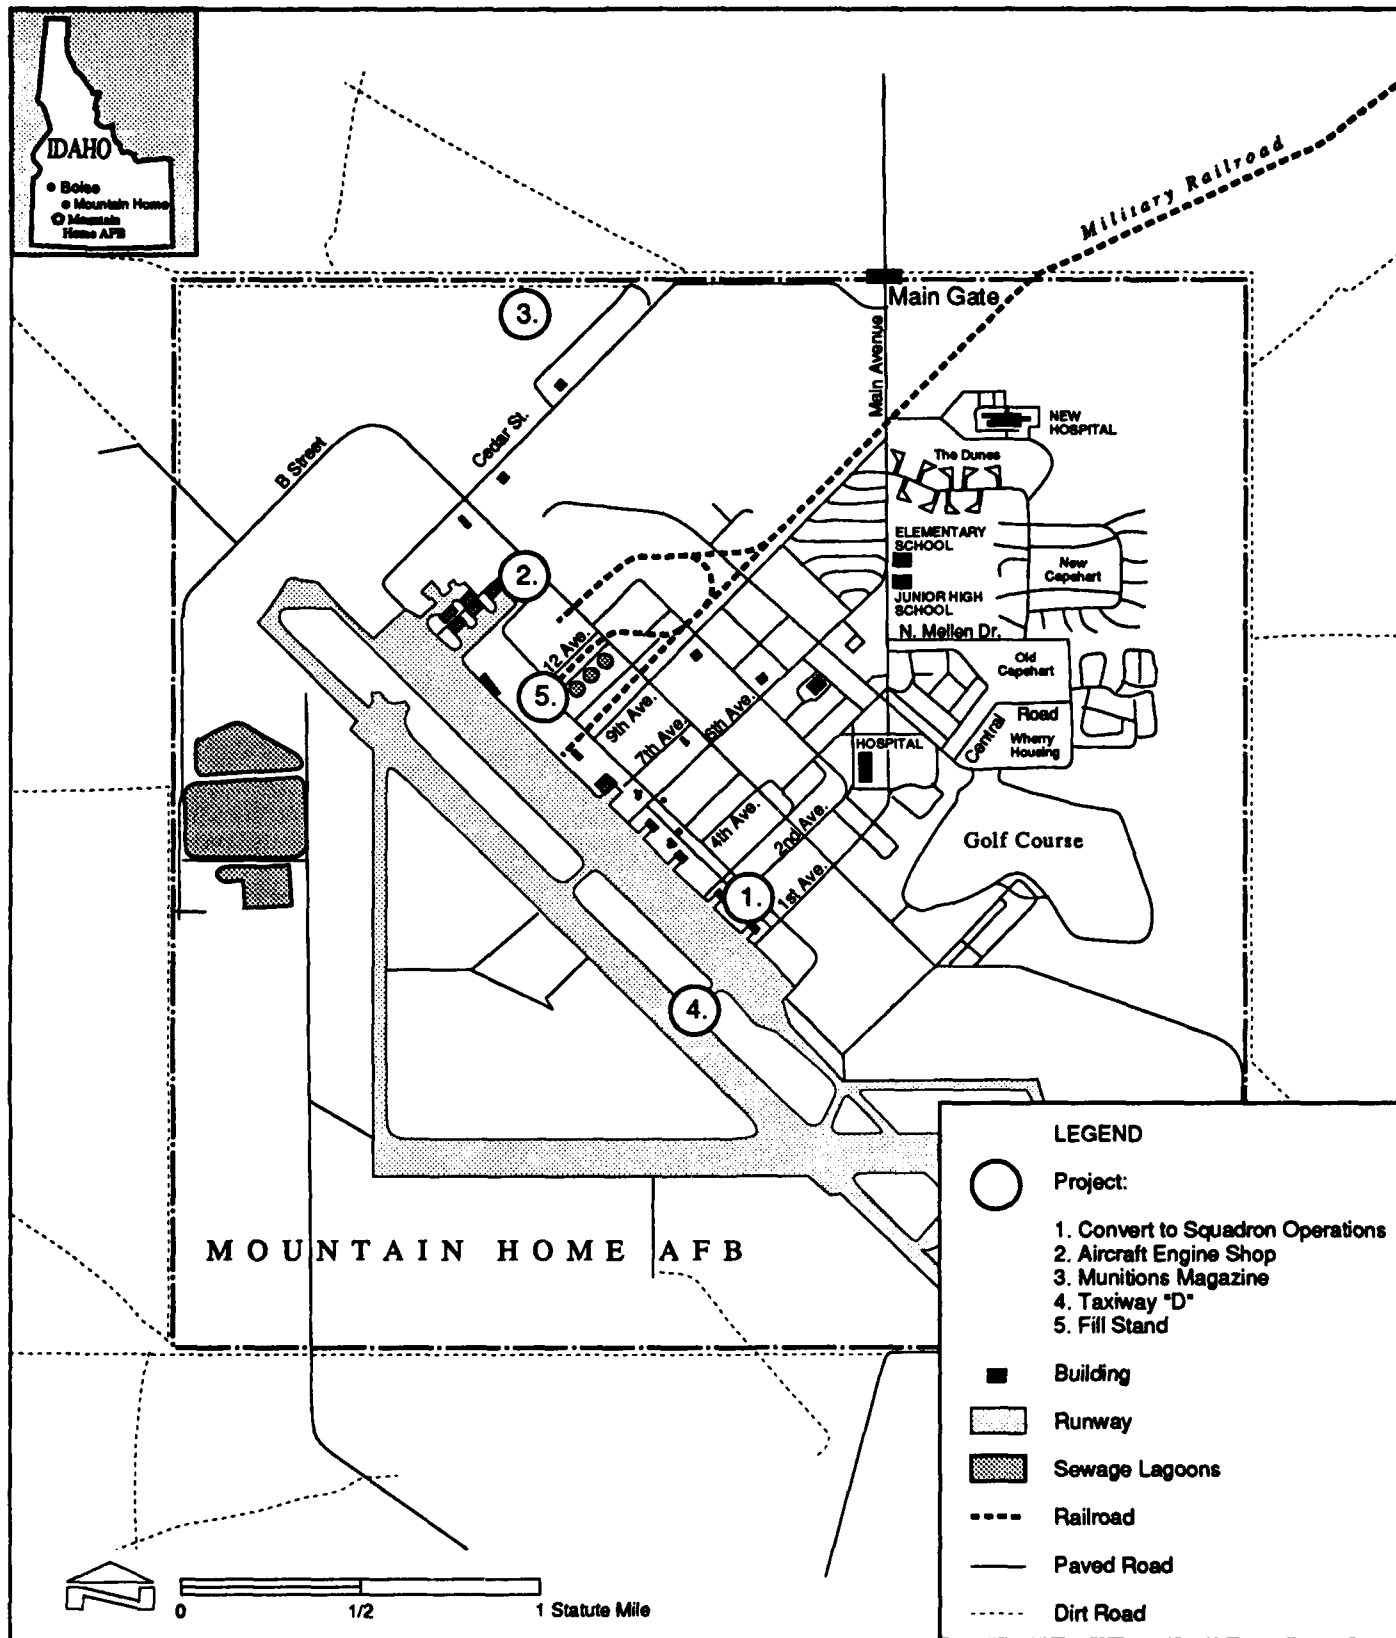 IDAHO
Boise
Mountain Home
Mountain
Home AFB
Military Railroad
3.
Main Gate
Main Avenue
Cedar St.
B Street
NEW
HOSPITAL
The Dunes
ELEMENTARY
SCHOOL
New
Capehart
JUNIOR HIGH
SCHOOL
N. Mellen Dr.
2.
12 Ave.
Old
Capehart
5.
9th Ave.
7th Ave.
6th Ave.
Central Road
Wherry
Housing
HOSPITAL
4th Ave.
2nd Ave.
1st Ave.
Golf Course
1.
4.
MOUNTAIN HOME AFB
LEGEND
Project:
1. Convert to Squadron Operations
2. Aircraft Engine Shop
3. Munitions Magazine
4. Taxiway "D"
5. Fill Stand
Building
Runway
Sewage Lagoons
Railroad
Paved Road
Dirt Road
N
0 1/2 1 Statute Mile